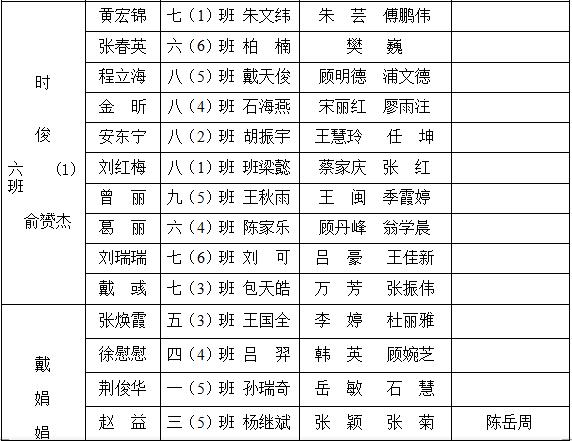 黄宏锦 七（1）班 朱文纬 朱 芸 傅鹏伟
张春英 六（6）班 柏 楠 樊 巍
程立海 八（5）班 戴天俊 顾明德 浦文德
金 昕 八（4）班 石海燕 宋丽红 廖雨注
安东宁 八（2）班 胡振宇 王慧玲 任 坤
刘红梅 八（1）班 班梁懿 蔡家庆 张 红
曾 丽 九（5）班 王秋雨 王 闽 季霞婷
葛 丽 六（4）班 陈家乐 顾丹峰 翁学晨
刘瑞瑞 七（6）班 刘 可 吕 豪 王佳新
戴 彧 七（3）班 包天皓 万 芳 张振伟
时
俊
六 （1）
班
俞赟杰
张焕霞 五（3）班 王国全 李 婷 杜丽雅
徐慰慰 四（4）班 吕 羿 韩 英 顾婉芝
荆俊华 一（5）班 孙瑞奇 岳 敏 石 慧
赵 益 三（5）班 杨继斌 张 颖 张 菊 陈岳周
戴
娟
娟